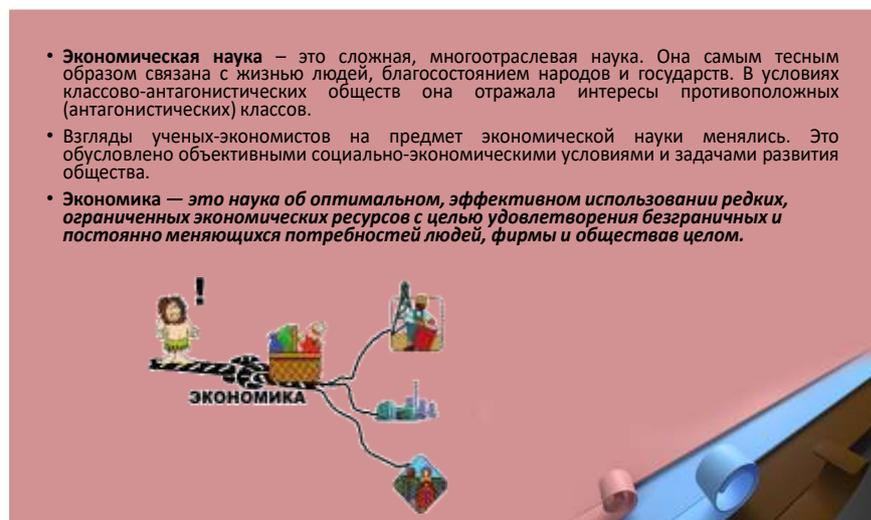 • Экономическая наука – это сложная, многоотраслевая наука. Она самым тесным
образом связана с жизнью людей, благосостоянием народов и государств. В условиях
классово-антагонистических обществ она отражала интересы противоположных
(антагонистических) классов.
• Взгляды ученых-экономистов на предмет экономической науки менялись. Это
обусловлено объективными социально-экономическими условиями и задачами развития
общества.
• Экономика — это наука об оптимальном, эффективном использовании редких,
ограниченных экономических ресурсов с целью удовлетворения безграничных и
постоянно меняющихся потребностей людей, фирмы и обществав целом.
!
ЭКОНОМИКА